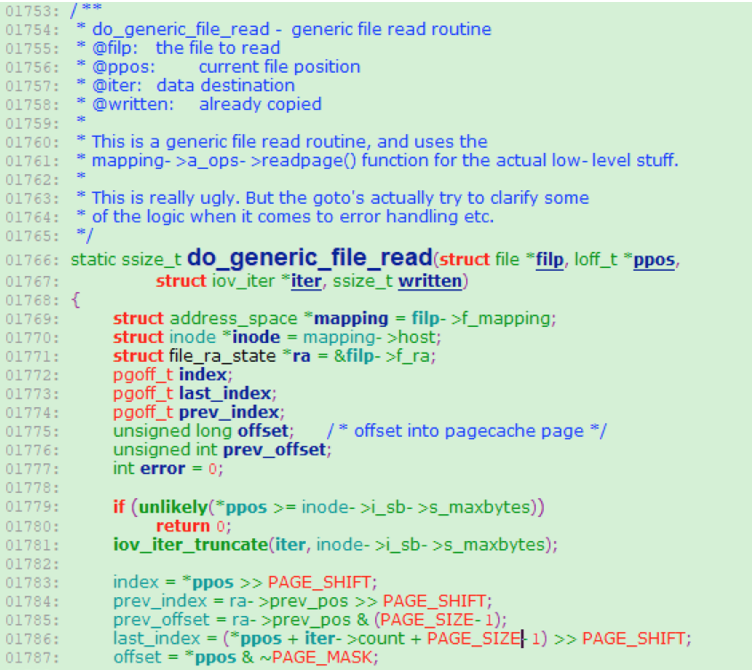 01753: /**
01754:  * do_generic_file_read - generic file read routine
01755:  * @filp:   the file to read
01756:  * @ppos:        current file position
01757:  * @iter:   data destination
01758:  * @written:    already copied
01759:  *
01760:  * This is a generic file read routine, and uses the
01761:  * mapping->a_ops->readpage() function for the actual low-level stuff.
01762:  *
01763:  * This is really ugly. But the goto's actually try to clarify some
01764:  * of the logic when it comes to error handling etc.
01765:  */
01766: static ssize_t do_generic_file_read(struct file *filp, loff_t *ppos,
01767:         struct iov_iter *iter, ssize_t written)
01768: {
01769:     struct address_space *mapping = filp->f_mapping;
01770:     struct inode *inode = mapping->host;
01771:     struct file_ra_state *ra = &filp->f_ra;
01772:     pgoff_t index;
01773:     pgoff_t last_index;
01774:     pgoff_t prev_index;
01775:     unsigned long offset;     /* offset into pagecache page */
01776:     unsigned int prev_offset;
01777:     int error = 0;
01778:
01779:     if (unlikely(*ppos >= inode->i_sb->s_maxbytes))
01780:         return 0;
01781:     iov_iter_truncate(iter, inode->i_sb->s_maxbytes);
01782:
01783:     index = *ppos >> PAGE_SHIFT;
01784:     prev_index = ra->prev_pos >> PAGE_SHIFT;
01785:     prev_offset = ra->prev_pos & (PAGE_SIZE-1);
01786:     last_index = (*ppos + iter->count + PAGE_SIZE-1) >> PAGE_SHIFT;
01787:     offset = *ppos & ~PAGE_MASK;